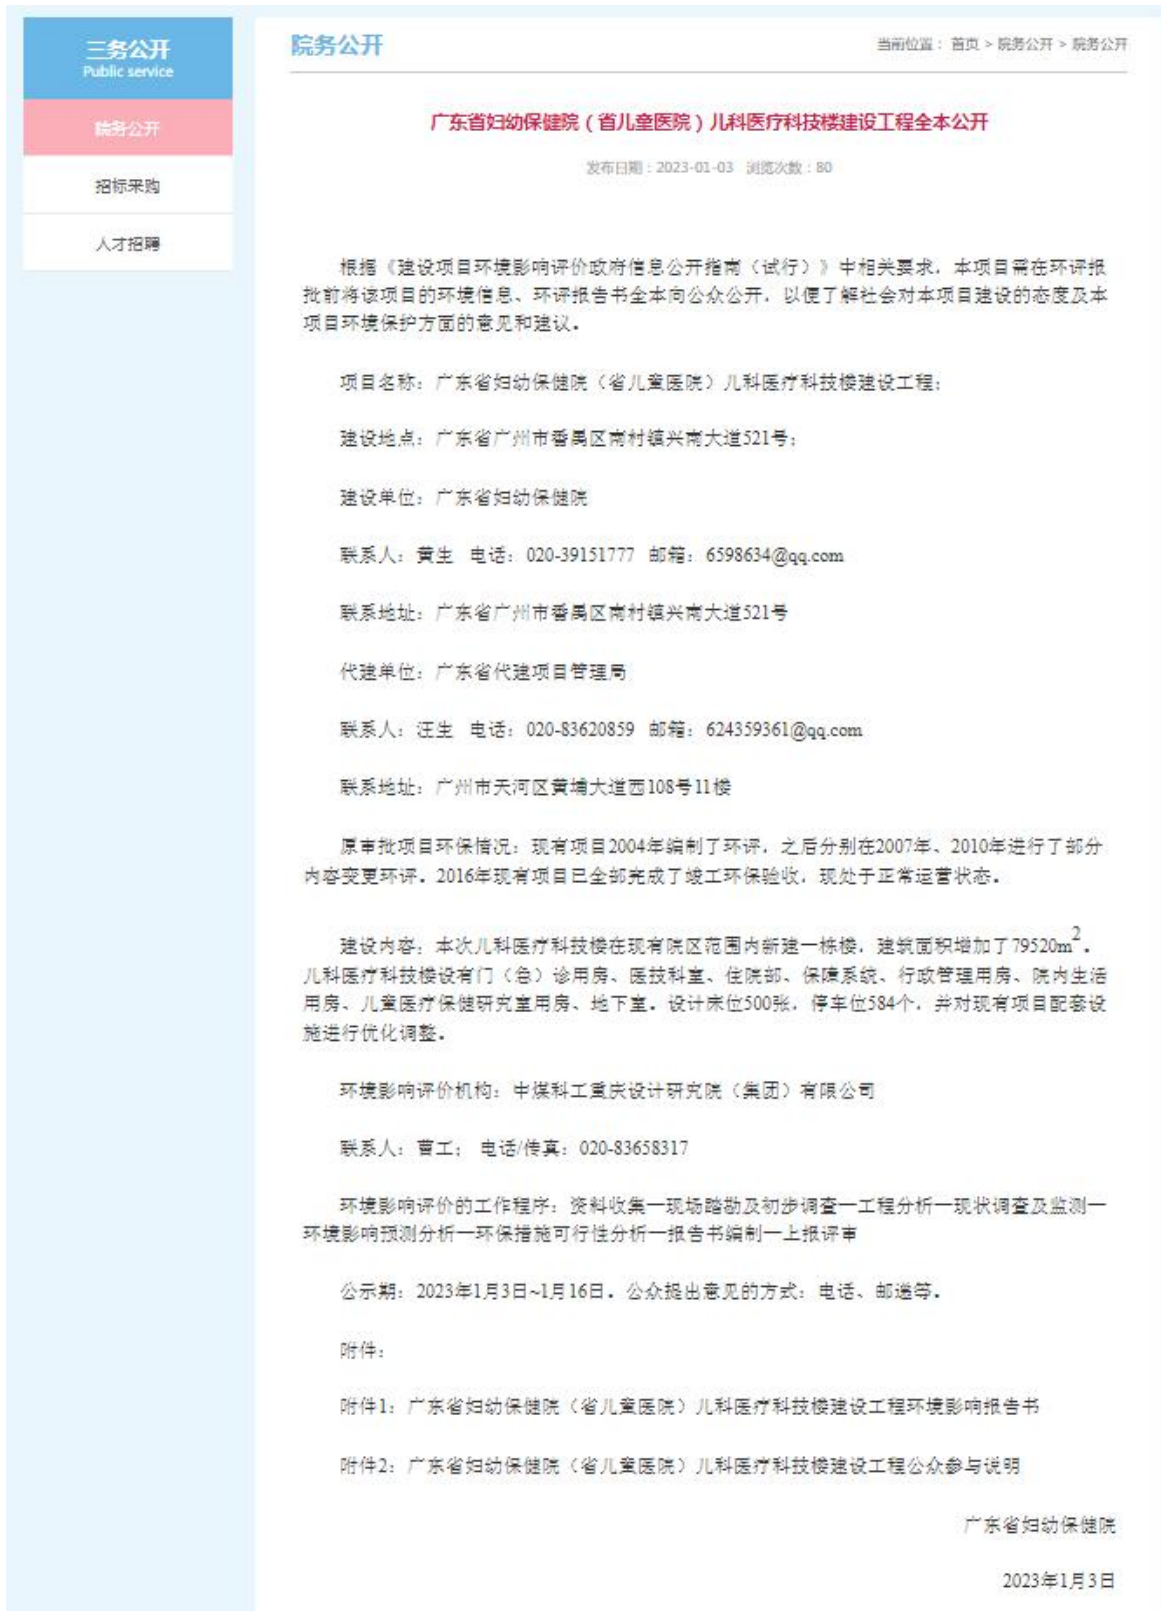 三务公开
Public service
院务公开
招标采购
人才招聘
院务公开
当前位置：首页 > 院务公开 > 院务公开
广东省妇幼保健院（省儿童医院）儿科医疗科技楼建设工程全本公开
发布日期：2023-01-03 浏览次数：80
根据《建设项目环境影响评价政府信息公开指南（试行）》中相关要求，本项目需在环评报
批前将该项目的环境信息、环评报告书全本向公众公开，以便了解社会对本项目建设的态度及本
项目环境保护方面的意见和建议。
项目名称：广东省妇幼保健院（省儿童医院）儿科医疗科技楼建设工程；
建设地点：广东省广州市番禺区南村镇兴南大道521号；
建设单位：广东省妇幼保健院
联系人：黄生 电话：020-39151777 邮箱：6598634@qq.com
联系地址：广东省广州市番禺区南村镇兴南大道521号
代建单位：广东省代建项目管理局
联系人：汪生 电话：020-83620859 邮箱：624359361@qq.com
联系地址：广州市天河区黄埔大道西108号11楼
原审批项目环保情况：现有项目2004年编制了环评，之后分别在2007年、2010年进行了部分
内容变更环评。2016年现有项目已全部完成了竣工环保验收，现处于正常运营状态。
建设内容：本次儿科医疗科技楼在现有院区范围内新建一栋楼，建筑面积增加了79520m²。
儿科医疗科技楼设有门（急）诊用房、医技科室、住院部、保障系统、行政管理用房、院内生活
用房、儿童医疗保健研究室用房、地下室。设计床位500张，停车位584个，并对现有项目配套设
施进行优化调整。
环境影响评价机构：中煤科工重庆设计研究院（集团）有限公司
联系人：曹工； 电话/传真：020-83658317
环境影响评价的工作程序：资料收集—现场踏勘及初步调查—工程分析—现状调查及监测—
环境影响预测分析—环保措施可行性分析—报告书编制—上报评审
公示期：2023年1月3日~1月16日。公众提出意见的方式：电话、邮递等。
附件：
附件1：广东省妇幼保健院（省儿童医院）儿科医疗科技楼建设工程环境影响报告书
附件2：广东省妇幼保健院（省儿童医院）儿科医疗科技楼建设工程公众参与说明
广东省妇幼保健院
2023年1月3日